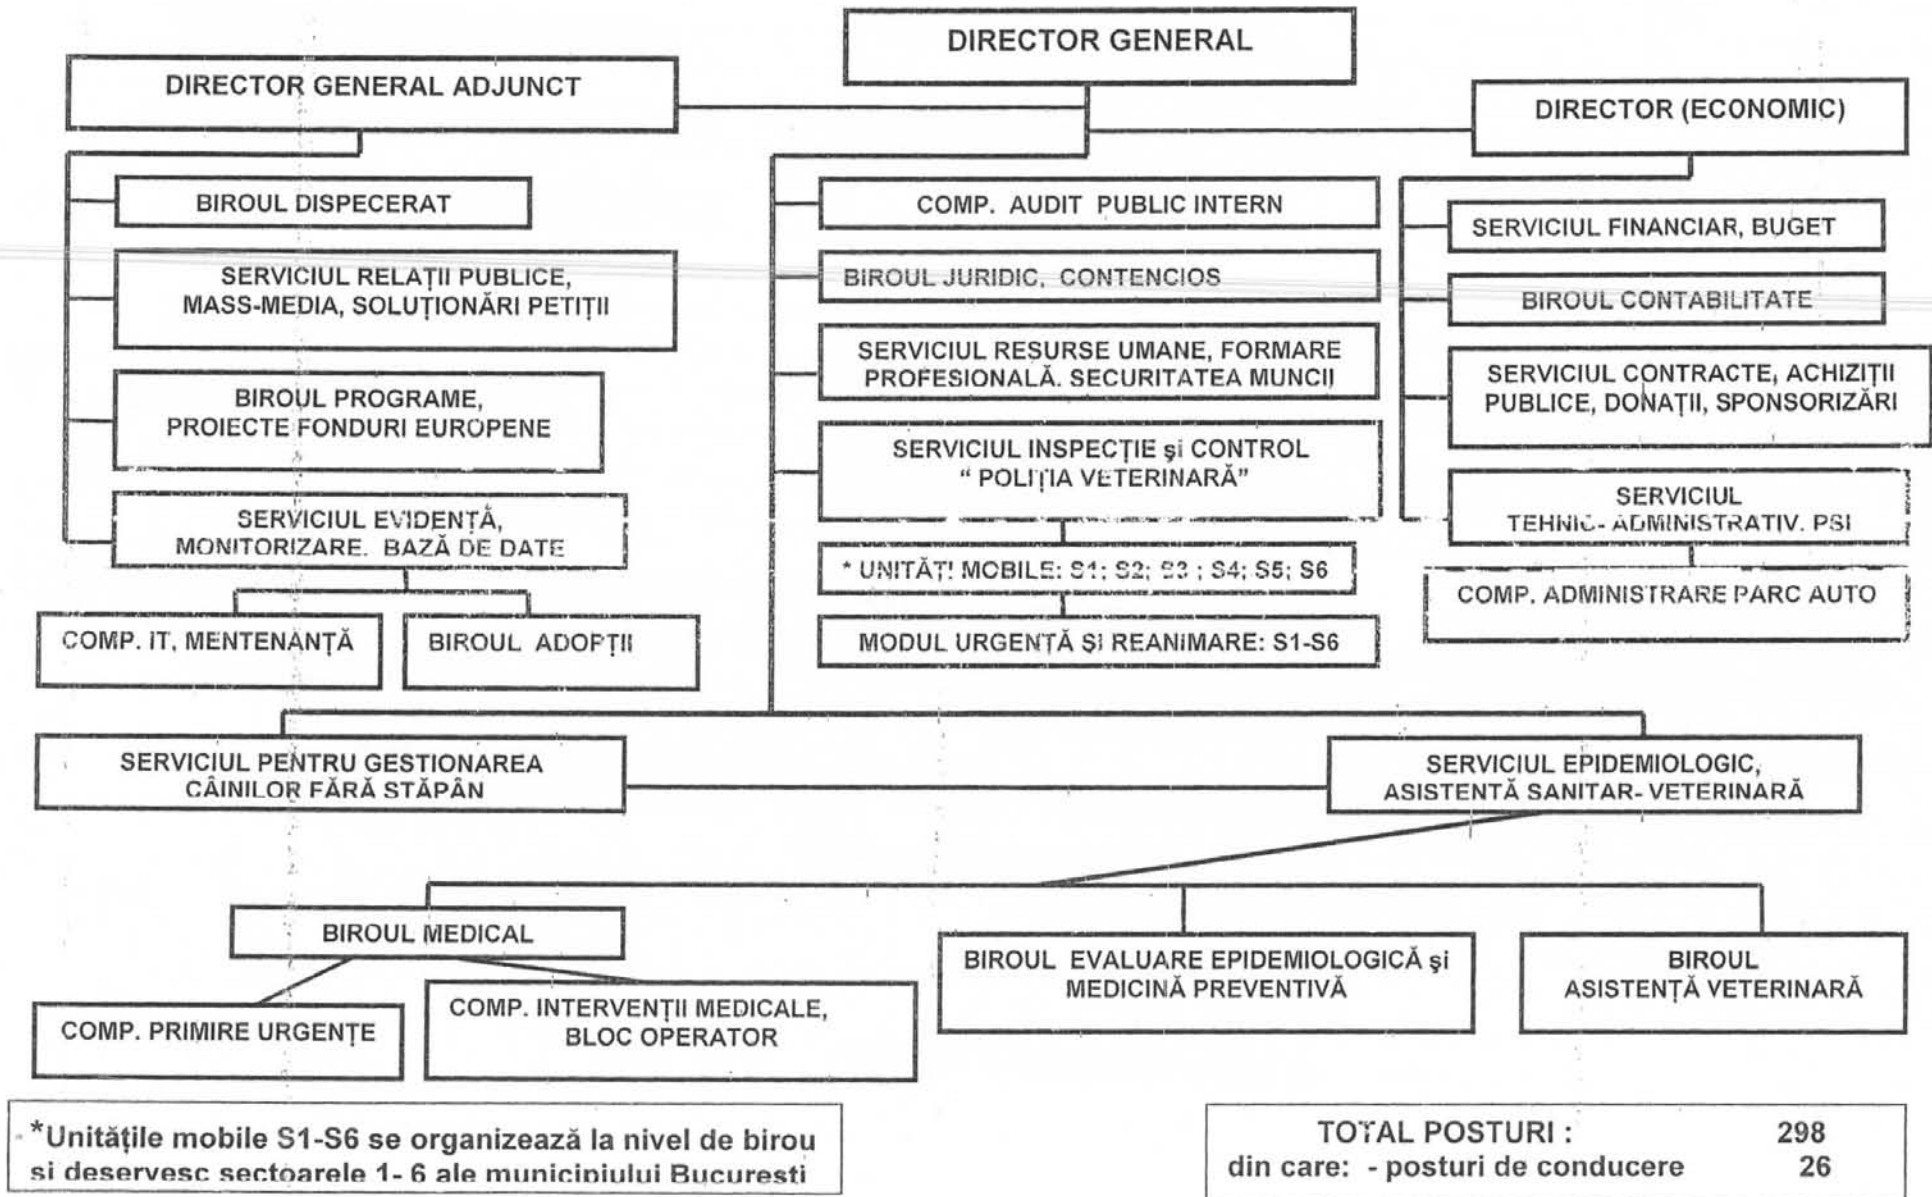 DIRECTOR GENERAL
DIRECTOR GENERAL ADJUNCT
DIRECTOR (ECONOMIC)
BIROUL DISPECERAT
SERVICIUL RELAȚII PUBLICE,
MASS-MEDIA, SOLUȚIONĂRI PETIȚII
BIROUL PROGRAME,
PROIECTE FONDURI EUROPENE
SERVICIUL EVIDENȚĂ,
MONITORIZARE. BAZĂ DE DATE
COMP. IT, MENTENANȚĂ
BIROUL ADOPȚII
COMP. AUDIT PUBLIC INTERN
BIROUL JURIDIC, CONTENCIOS
SERVICIUL RESURSE UMANE, FORMARE
PROFESIONALĂ. SECURITATEA MUNCII
SERVICIUL INSPECȚIE și CONTROL
“ POLIȚIA VETERINARĂ”
* UNITĂȚI MOBILE: S1; S2; S3 ; S4; S5; S6
MODUL URGENȚĂ ȘI REANIMARE: S1-S6
SERVICIUL FINANCIAR, BUGET
BIROUL CONTABILITATE
SERVICIUL CONTRACTE, ACHIZIȚII
PUBLICE, DONAȚII, SPONSORIZĂRI
SERVICIUL
TEHNIC- ADMINISTRATIV. PSI
COMP. ADMINISTRARE PARC AUTO
SERVICIUL PENTRU GESTIONAREA
CÂINILOR FĂRĂ STĂPÂN
SERVICIUL EPIDEMIOLOGIC,
ASISTENTĂ SANITAR- VETERINARĂ
BIROUL MEDICAL
COMP. PRIMIRE URGENȚE
COMP. INTERVENȚII MEDICALE,
BLOC OPERATOR
BIROUL EVALUARE EPIDEMIOLOGICĂ și
MEDICINĂ PREVENTIVĂ
BIROUL
ASISTENȚĂ VETERINARĂ
*Unitățile mobile S1-S6 se organizează la nivel de birou
si deservesc sectoarele 1- 6 ale municipiului Bucuresti
TOTAL POSTURI : 298
din care: - posturi de conducere 26